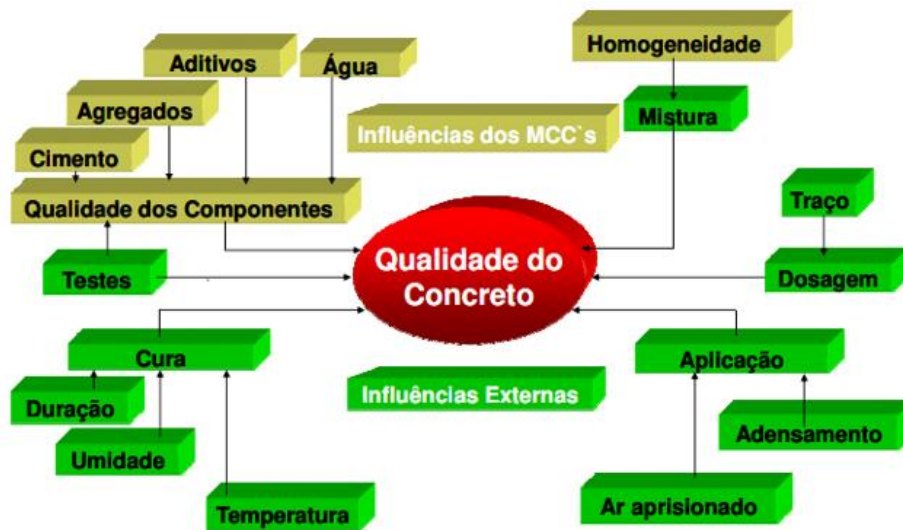 Aditivos
Água
Homogeneidade
Agregados
Mistura
Influências dos MCC`s
Cimento
Qualidade dos Componentes
Traço
Qualidade do
Concreto
Testes
Dosagem
Cura
Aplicação
Influências Externas
Duração
Adensamento
Umidade
Ar aprisionado
Temperatura